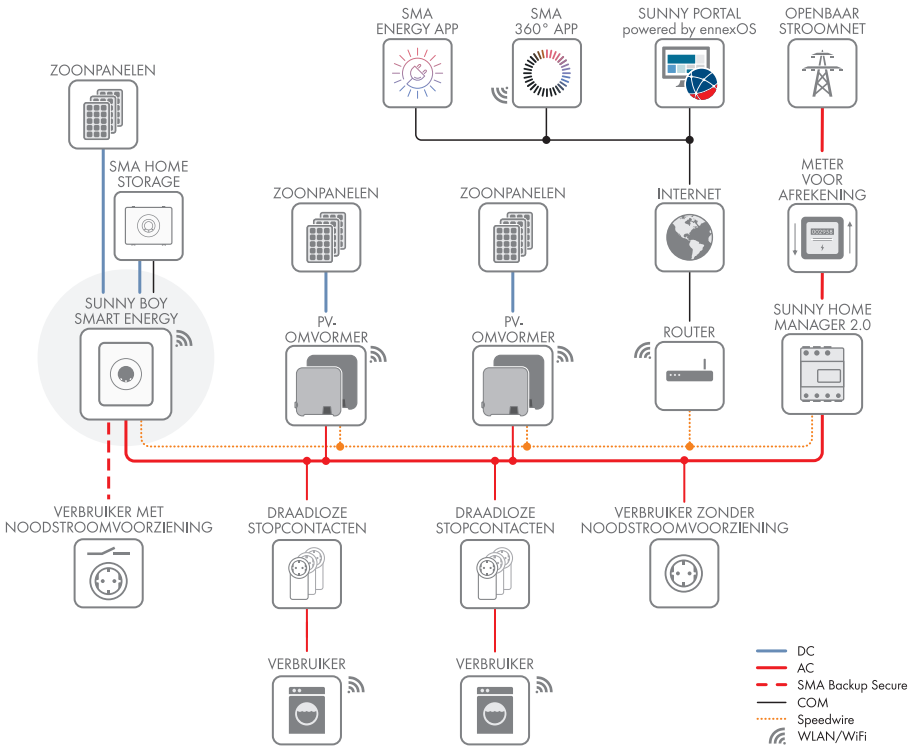 SMA
ENERGY APP
SMA
360° APP
SUNNY PORTAL
powered by ennexOS
OPENBAAR
STROOMNET
ZOONPANELEN
SMA HOME
STORAGE
METER
VOOR
AFREKENING
ZOONPANELEN
ZOONPANELEN
INTERNET
002958
SUNNY BOY
SMART ENERGY
PV-
OMVORMER
PV-
OMVORMER
ROUTER
SUNNY HOME
MANAGER 2.0
VERBRUIKER MET
NOODSTROOMVOORZIENING
DRAADLOZE
STOPCONTACTEN
DRAADLOZE
STOPCONTACTEN
VERBRUIKER ZONDER
NOODSTROOMVOORZIENING
VERBRUIKER
VERBRUIKER
DC
AC
SMA Backup Secure
COM
Speedwire
WLAN/WiFi